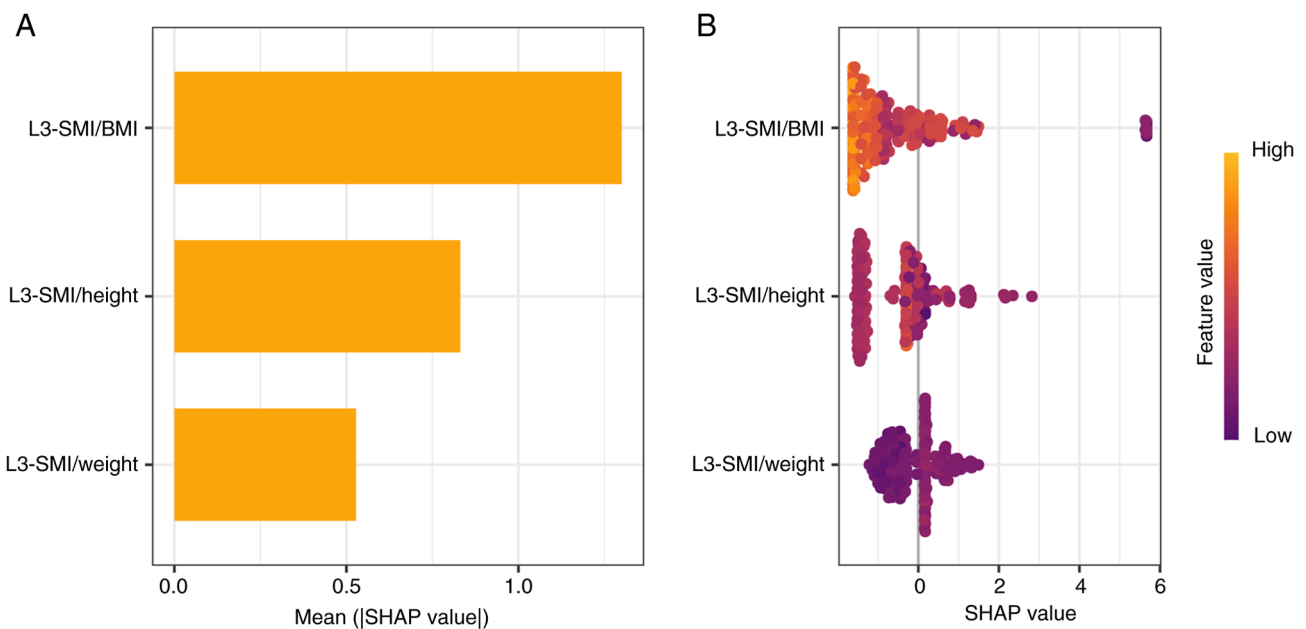 A
L3-SMI/BMI
L3-SMI/height
L3-SMI/weight
0.0 0.5 1.0
Mean (|SHAP value|)
B
L3-SMI/BMI
L3-SMI/height
L3-SMI/weight
0 2 4 6
SHAP value
High
Feature value
Low